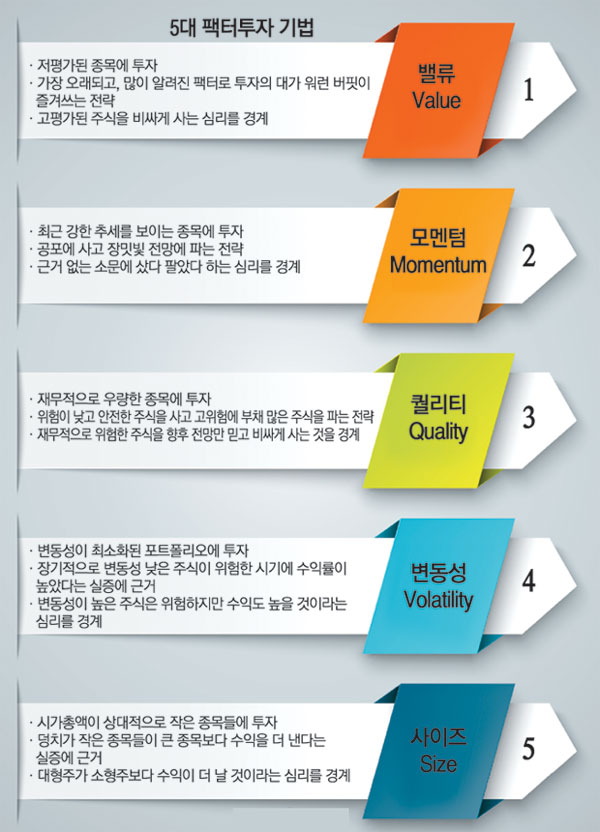 5대 팩터투자 기법
· 저평가된 종목에 투자
· 가장 오래되고, 많이 알려진 팩터로 투자의 대가 워런 버핏이
즐겨쓰는 전략
· 고평가된 주식을 비싸게 사는 심리를 경계
밸류
Value
1
· 최근 강한 추세를 보이는 종목에 투자
· 공포에 사고 장밋빛 전망에 파는 전략
· 근거 없는 소문에 샀다 팔았다 하는 심리를 경계
모멘텀
Momentum
2
· 재무적으로 우량한 종목에 투자
· 위험이 낮고 안전한 주식을 사고 고위험에 부채 많은 주식을 파는 전략
· 재무적으로 위험한 주식을 향후 전망만 믿고 비싸게 사는 것을 경계
퀄리티
Quality
3
· 변동성이 최소화된 포트폴리오에 투자
· 장기적으로 변동성 낮은 주식이 위험한 시기에 수익률이
높았다는 실증에 근거
· 변동성이 높은 주식은 위험하지만 수익도 높을 것이라는
심리를 경계
변동성
Volatility
4
· 시가총액이 상대적으로 작은 종목들에 투자
· 덩치가 작은 종목들이 큰 종목보다 수익을 더 낸다는
실증에 근거
· 대형주가 소형주보다 수익이 더 날 것이라는 심리를 경계
사이즈
Size
5